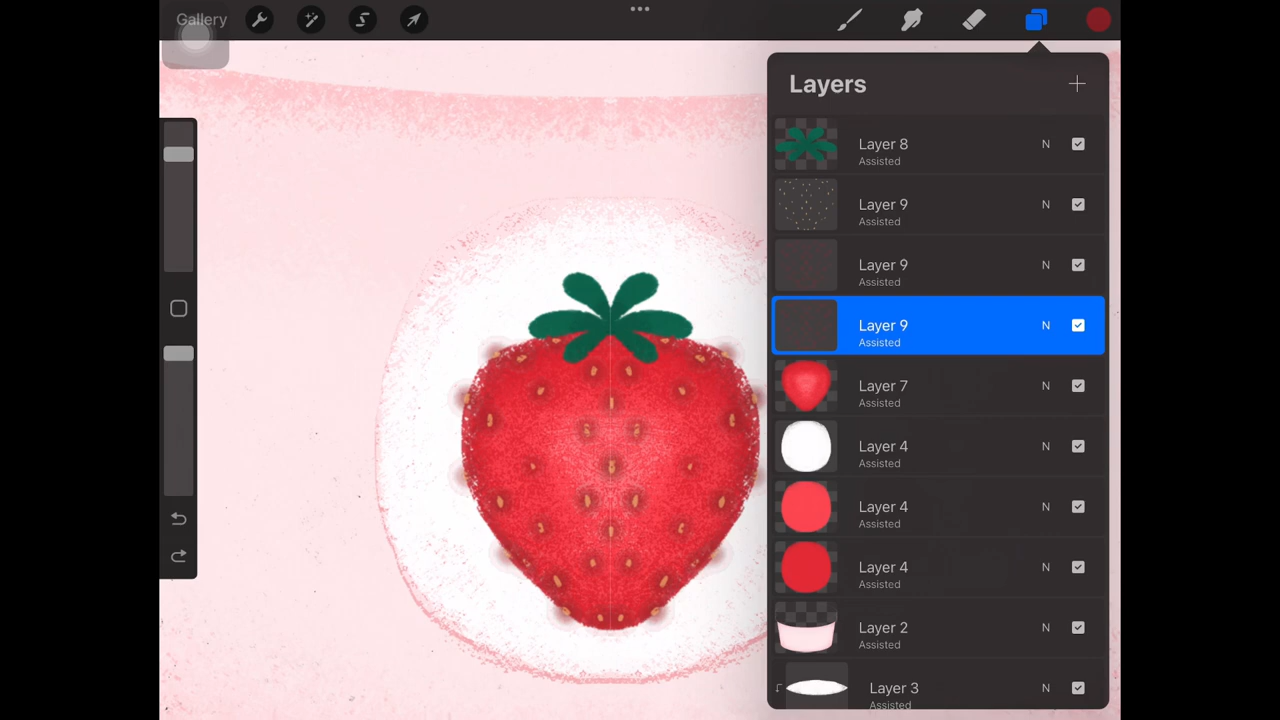 Gallery
Layers
Layer 8
N
Assisted
Layer 9
N
Assisted
Layer 9
N
Assisted
Layer 9
N
Assisted
Layer 7
N
Assisted
Layer 4
N
Assisted
Layer 4
N
Assisted
Layer 4
N
Assisted
Layer 2
N
Assisted
Layer 3
N
Assisted